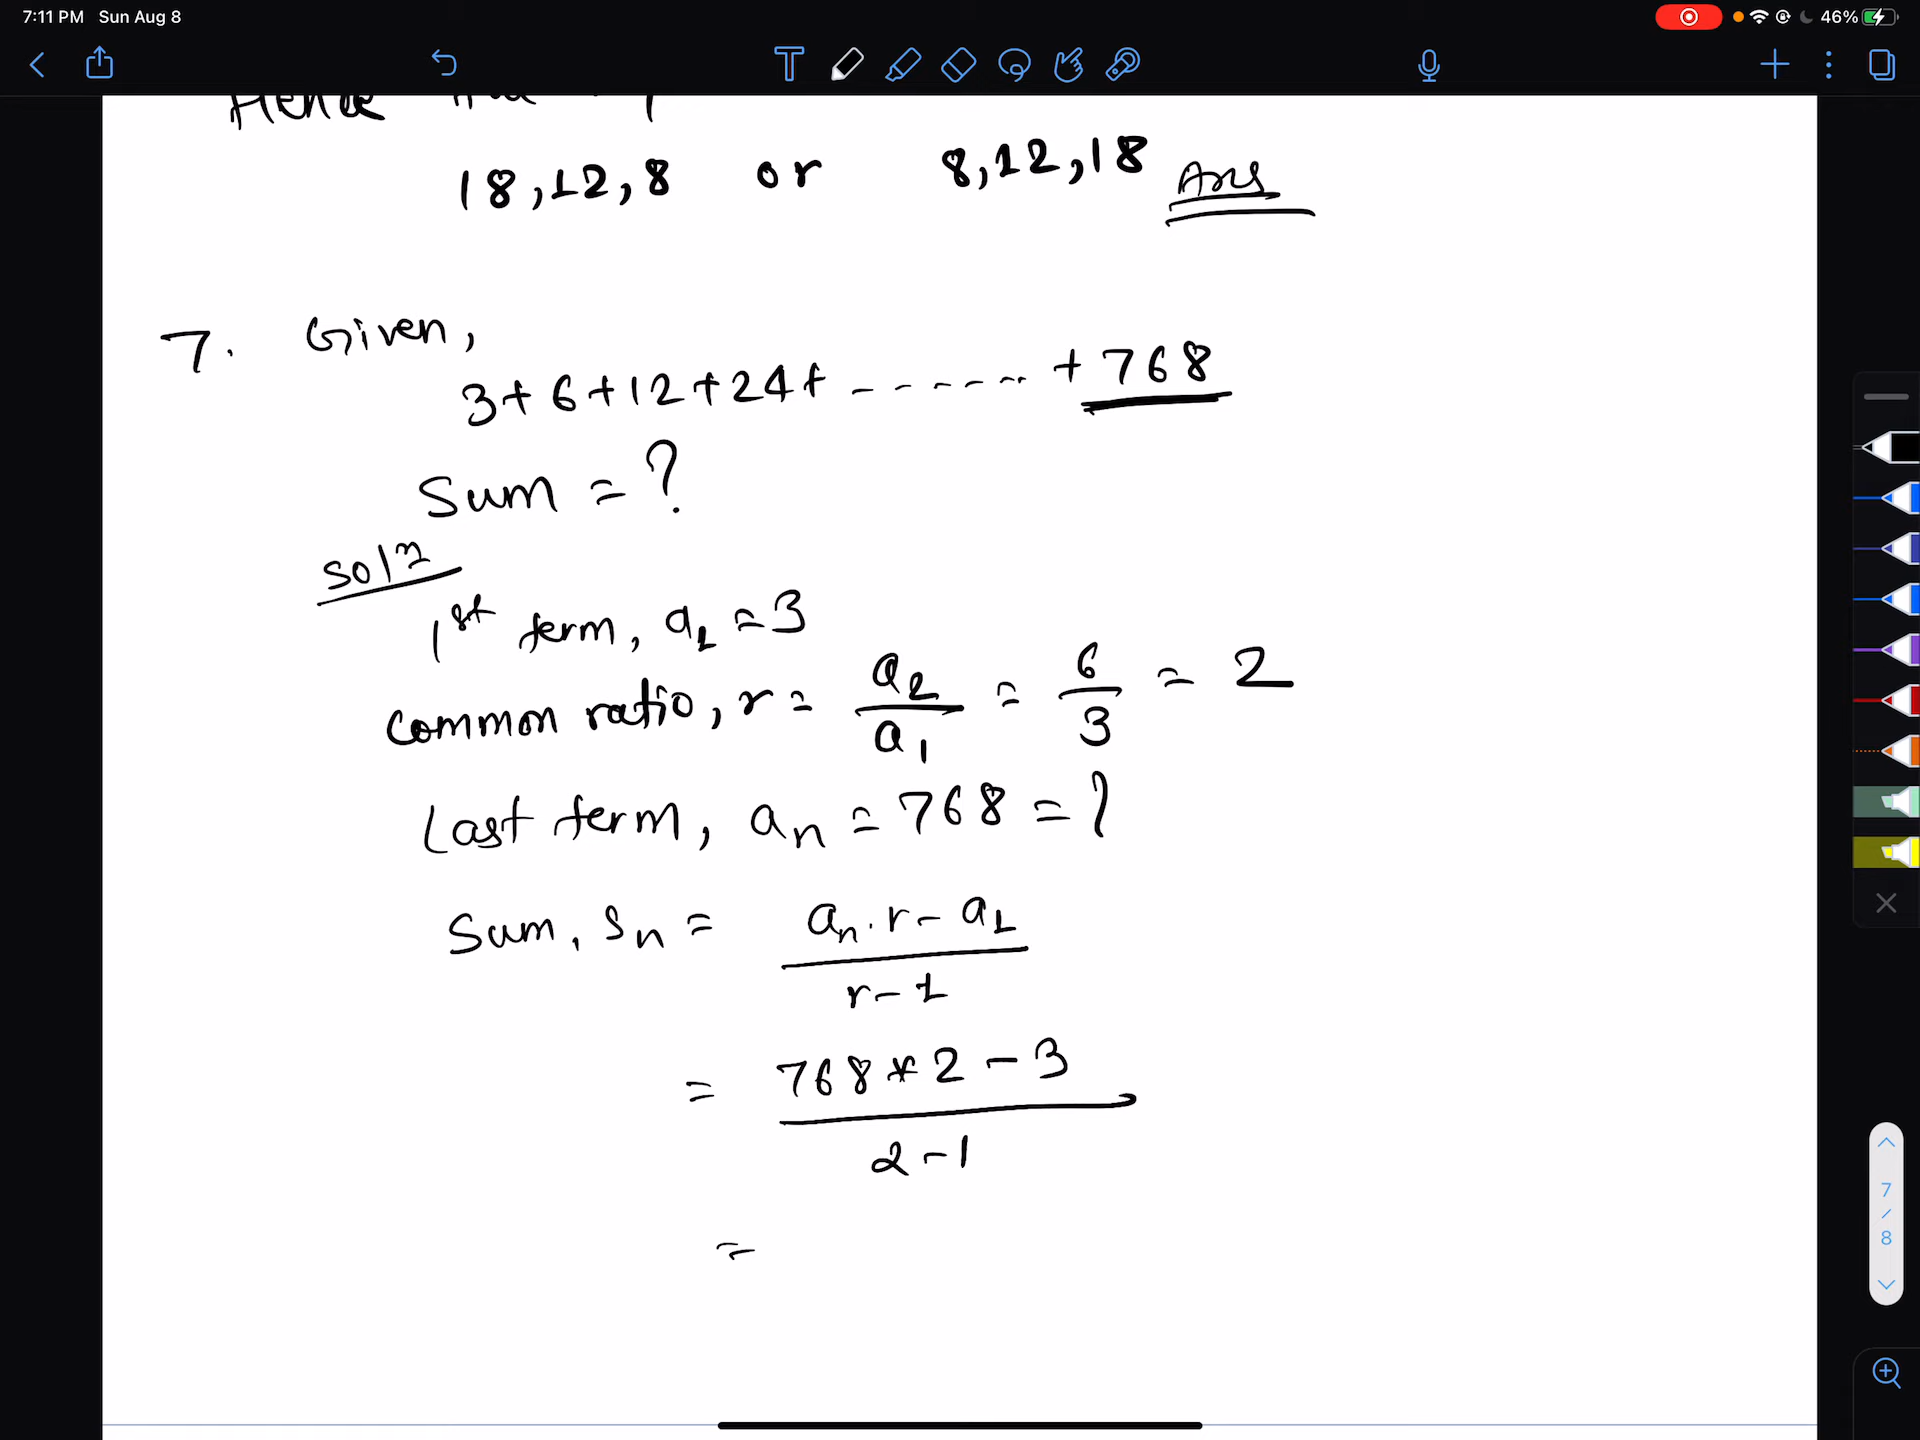 7:11 PM Sun Aug 8
46%
T
Hence
18,12,8 or 8,12,18 Ans
7. Given,
3+6+12+24+ ------- +768
Sum = ?
Solⁿ
1st term, a₁ = 3
common ratio, r = a₂/a₁ = 6/3 = 2
Last term, aₙ = 768 = ?
Sum, Sₙ = aₙ.r - a₁ / r-1
= 768*2-3 / 2-1
=
7
/
8